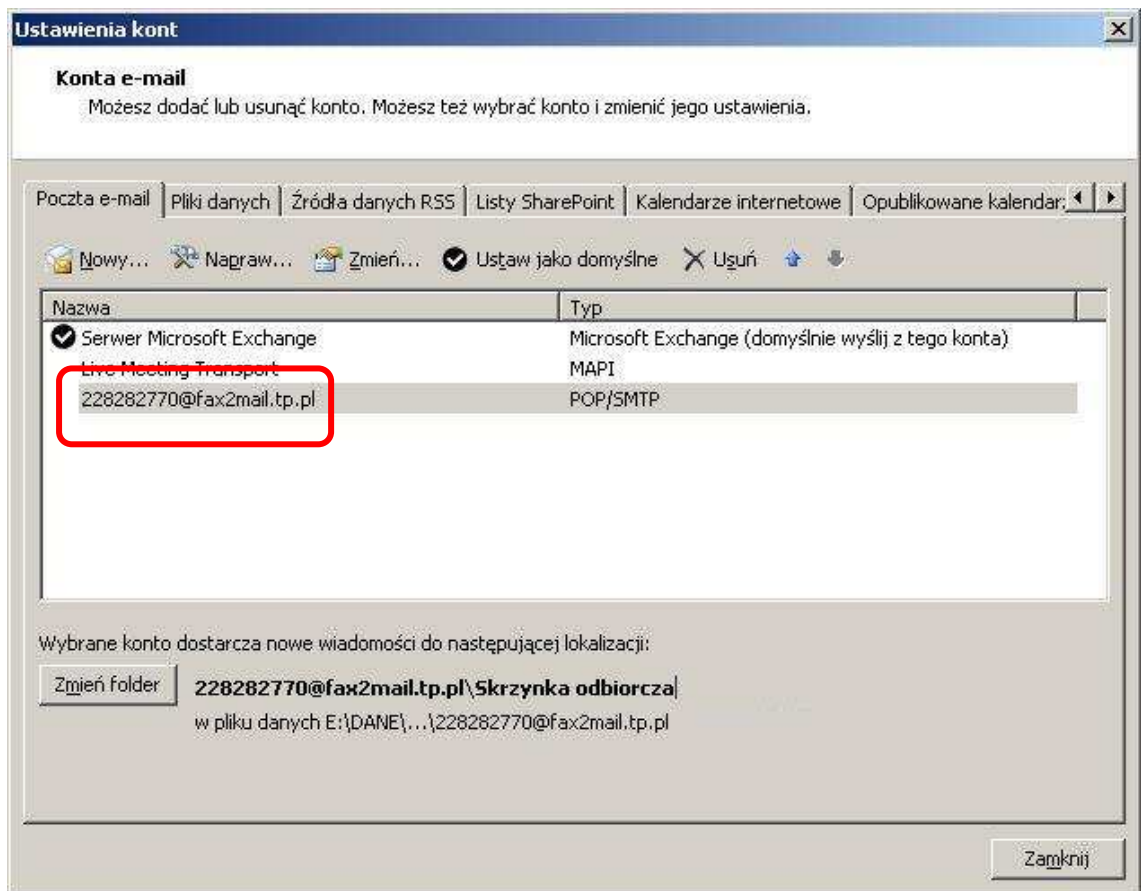 Ustawienia kont
Konta e-mail
Możesz dodać lub usunąć konto. Możesz też wybrać konto i zmienić jego ustawienia.
Poczta e-mail Pliki danych Źródła danych RSS Listy SharePoint Kalendarze internetowe Opublikowane kalendar
Nowy... Napraw... Zmień... Ustaw jako domyślne Usuń
Nazwa Typ
Serwer Microsoft Exchange Microsoft Exchange (domyślnie wyślij z tego konta)
Live Meeting Transport MAPI
228282770@fax2mail.tp.pl POP/SMTP
Wybrane konto dostarcza nowe wiadomości do następującej lokalizacji:
Zmień folder 228282770@fax2mail.tp.pl\Skrzynka odbiorcza
w pliku danych E:\DANE\...\228282770@fax2mail.tp.pl
Zamknij